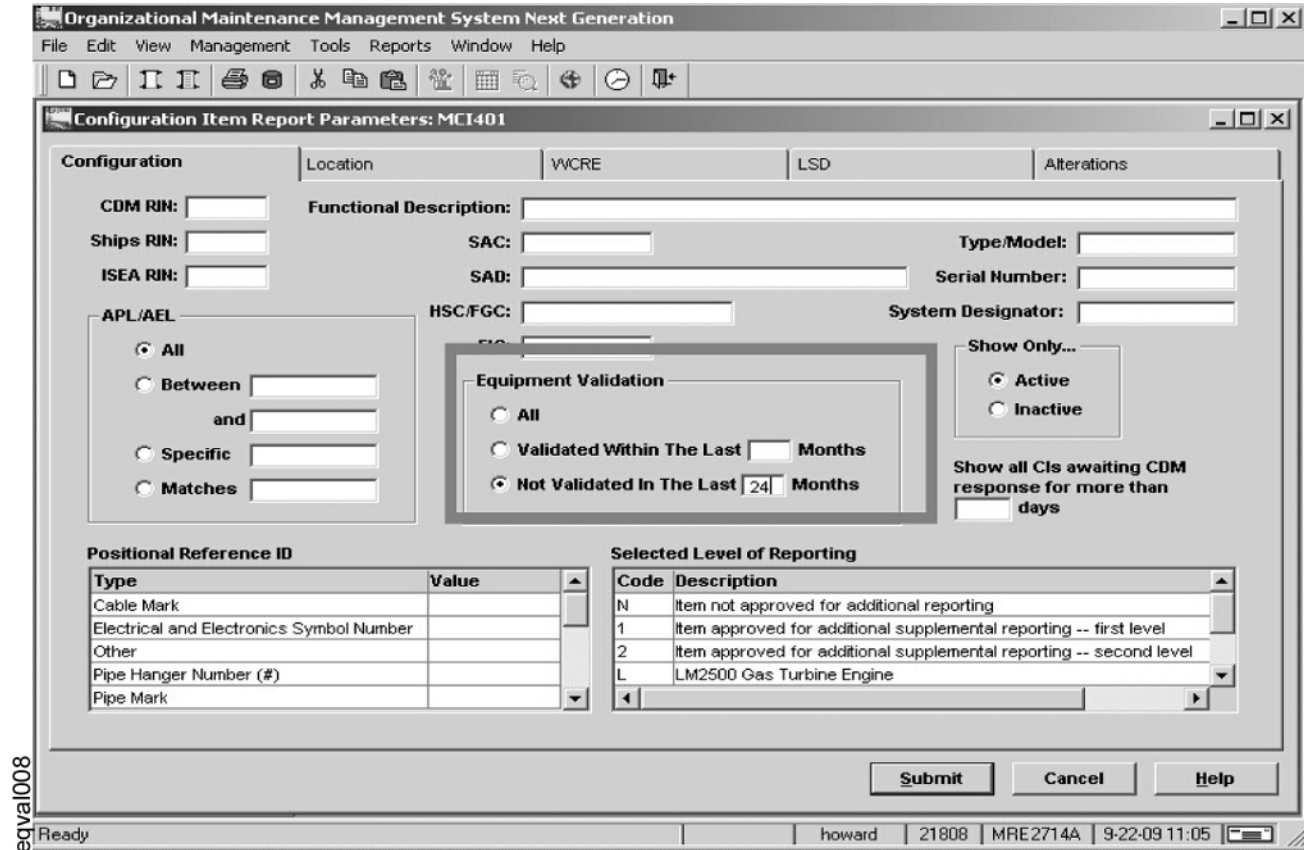 Organizational Maintenance Management System Next Generation
File Edit View Management Tools Reports Window Help
Configuration Item Report Parameters: MCI401
Configuration Location WCRE LSD Alterations
CDM RIN: Functional Description:
Ships RIN: SAC: Type/Model:
ISEA RIN: SAD: Serial Number:
APL/AEL HSC/FGC: System Designator:
All
Between
and
Specific
Matches
Equipment Validation
All
Validated Within The Last Months
Not Validated In The Last 24 Months
Show Only...
Active
Inactive
Show all CIs awaiting CDM
response for more than
days
Positional Reference ID
Type Value
Cable Mark
Electrical and Electronics Symbol Number
Other
Pipe Hanger Number (#)
Pipe Mark
Selected Level of Reporting
Code Description
N Item not approved for additional reporting
1 Item approved for additional supplemental reporting -- first level
2 Item approved for additional supplemental reporting -- second level
L LM2500 Gas Turbine Engine
Submit Cancel Help
Ready howard 21808 MRE2714A 9-22-09 11:05
eqval008